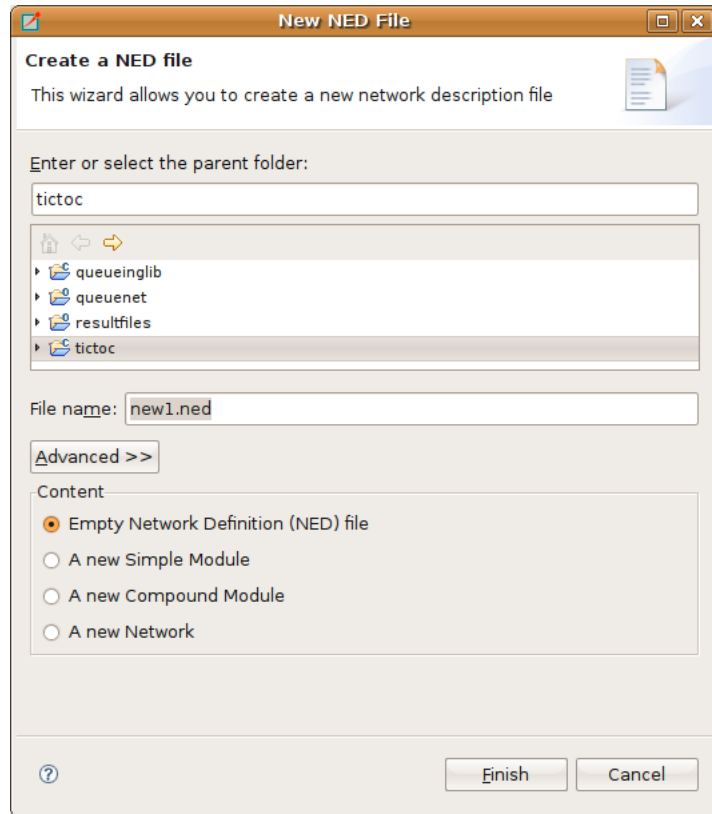 New NED File
Create a NED file
This wizard allows you to create a new network description file
Enter or select the parent folder:
tictoc
queueinglib
queuenet
resultfiles
tictoc
File name: new1.ned
Advanced >>
Content
Empty Network Definition (NED) file
A new Simple Module
A new Compound Module
A new Network
? Finish Cancel